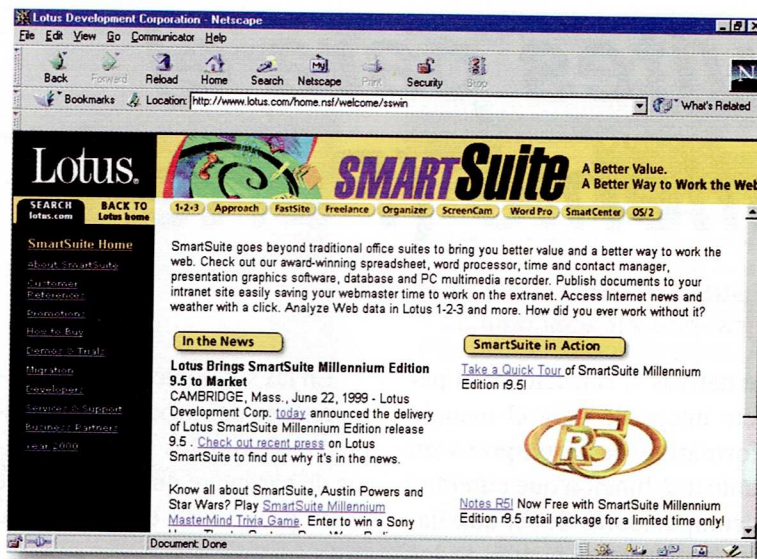 Lotus Development Corporation - Netscape
File Edit View Go Communicator Help
Back Forward Reload Home Search Netscape Print Security Stop
N
Bookmarks Location: http://www.lotus.com/home.nsf/welcome/sswin What's Related
Lotus.
SMARTSuite
A Better Value.
A Better Way to Work the Web
SEARCH lotus.com
BACK TO Lotus home
1-2-3 Approach FastSite Freelance Organizer ScreenCam Word Pro SmartCenter OS/2
SmartSuite Home
About SmartSuite
Customer
References
Promotions
How to Buy
Demos & Trials
Migration
Developers
Services & Support
Business Partners
Year 2000
SmartSuite goes beyond traditional office suites to bring you better value and a better way to work the
web. Check out our award-winning spreadsheet, word processor, time and contact manager,
presentation graphics software, database and PC multimedia recorder. Publish documents to your
intranet site easily saving your webmaster time to work on the extranet. Access Internet news and
weather with a click. Analyze Web data in Lotus 1-2-3 and more. How did you ever work without it?
In the News
Lotus Brings SmartSuite Millennium Edition
9.5 to Market
CAMBRIDGE, Mass., June 22, 1999 - Lotus
Development Corp. today announced the delivery
of Lotus SmartSuite Millennium Edition release
9.5 . Check out recent press on Lotus
SmartSuite to find out why it's in the news.
Know all about SmartSuite, Austin Powers and
Star Wars? Play SmartSuite Millennium
MasterMind Trivia Game. Enter to win a Sony
SmartSuite in Action
Take a Quick Tour of SmartSuite Millennium
Edition r9.5!
R.5
Notes R5! Now Free with SmartSuite Millennium
Edition r9.5 retail package for a limited time only!
Document: Done